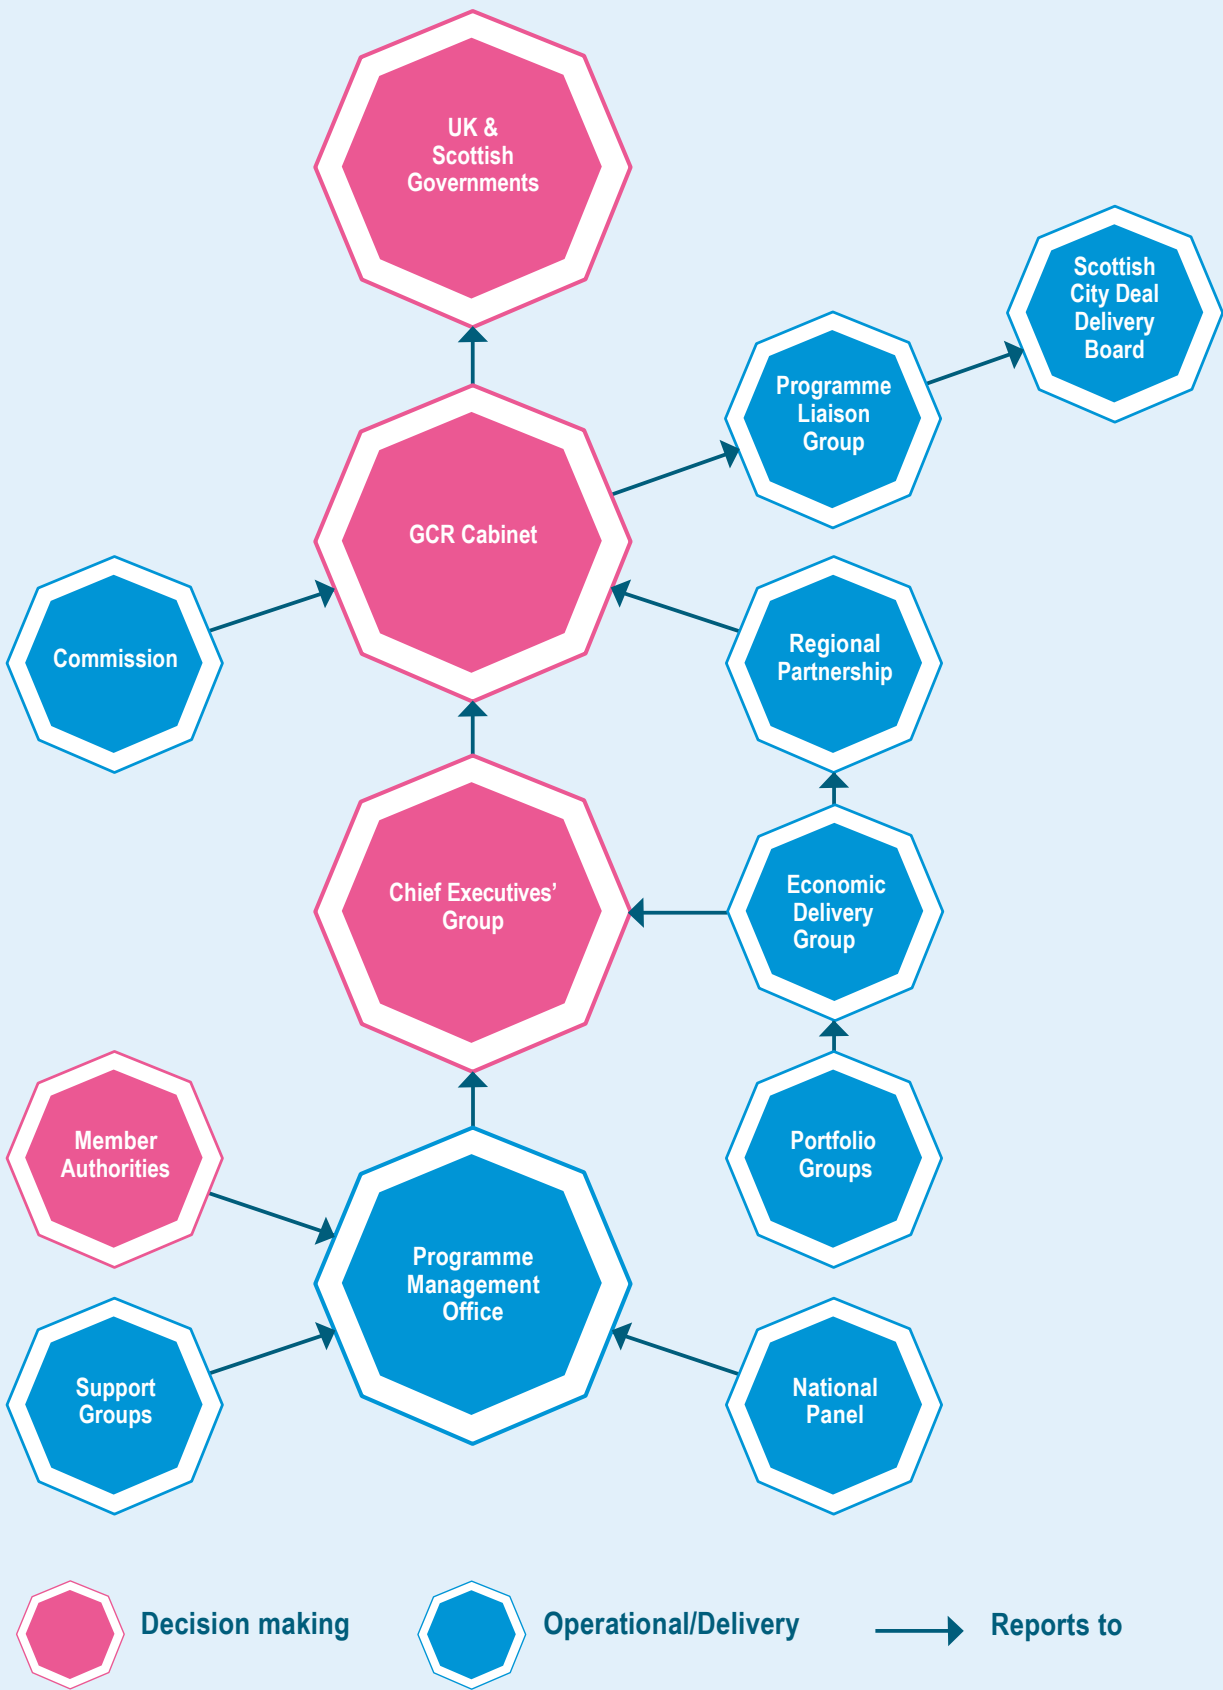 UK &
Scottish
Governments
Scottish
City Deal
Delivery
Board
Programme
Liaison
Group
GCR Cabinet
Commission
Regional
Partnership
Chief Executives’
Group
Economic
Delivery
Group
Member
Authorities
Portfolio
Groups
Programme
Management
Office
Support
Groups
National
Panel
Decision making
Operational/Delivery
Reports to